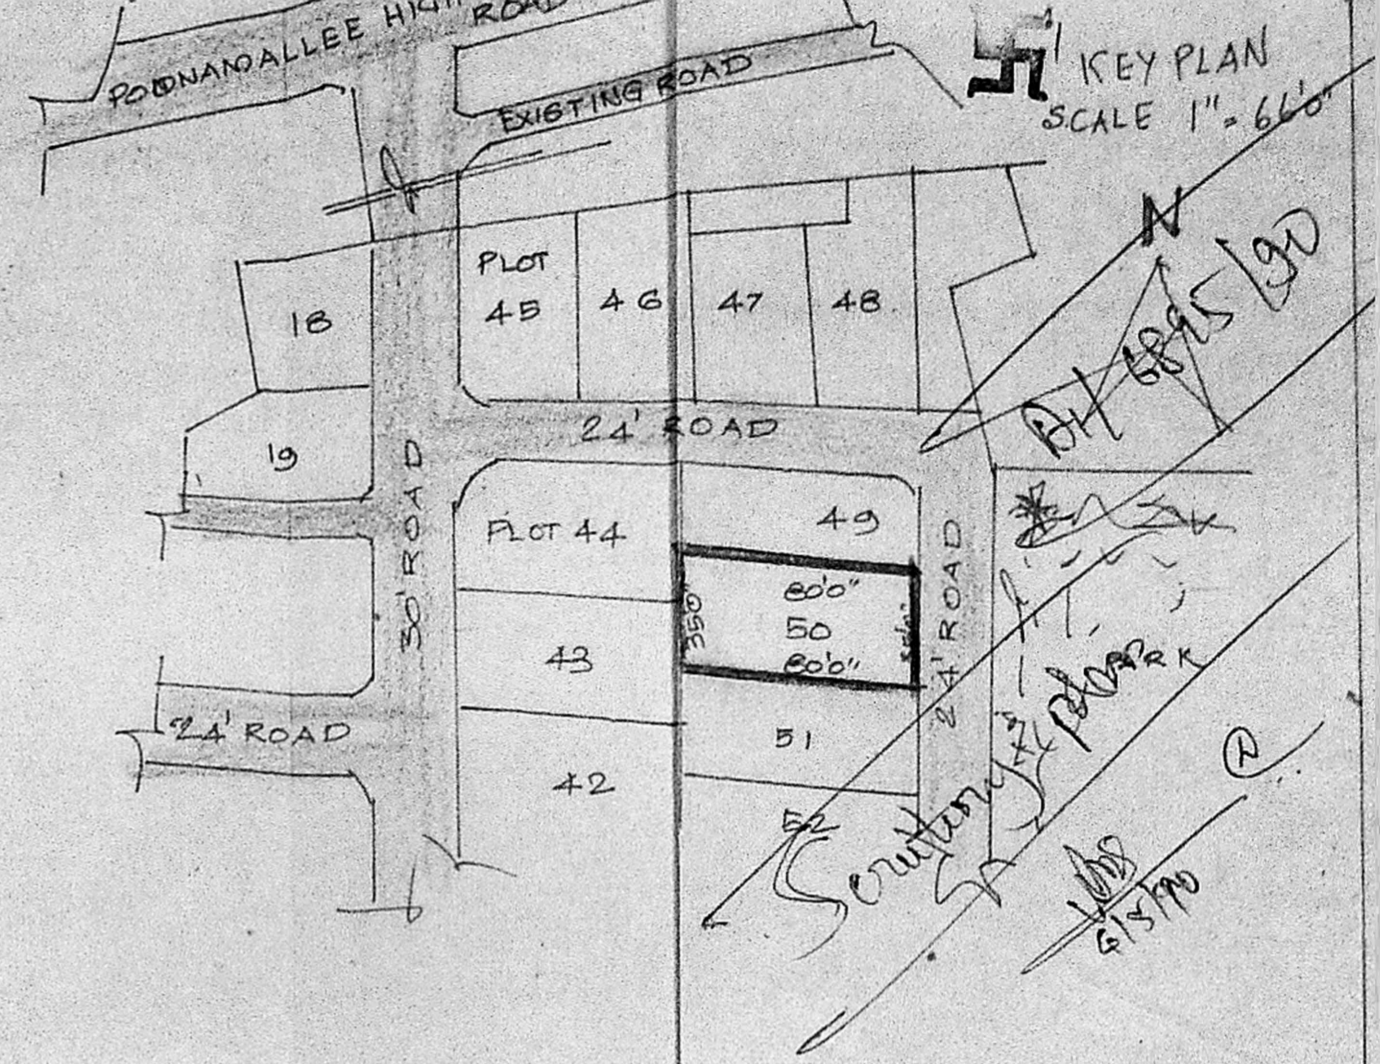 POONAMALLEE HIGH ROAD
EXISTING ROAD
KEY PLAN
SCALE 1" = 66'0"
N
PLOT
45
46
47
48
18
19
24' ROAD
30' ROAD
PLOT 44
49
60'0"
350"
50
60'0"
24' ROAD
43
51
42
52
24' ROAD
6895/90
Scrutiny
6/8/90